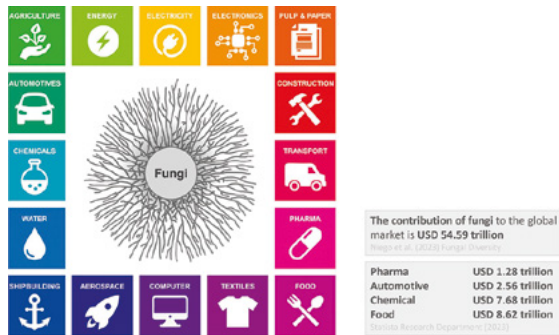 AGRICULTURE
ENERGY
ELECTRICITY
ELECTRONICS
PULP & PAPER
AUTOMOTIVES
CONSTRUCTION
CHEMICALS
Fungi
TRANSPORT
WATER
PHARMA
SHIPBUILDING
AEROSPACE
COMPUTER
TEXTILES
FOOD
The contribution of fungi to the global
market is USD 54.59 trillion
Niego et al. (2023) Fungal Diversity
Pharma USD 1.28 trillion
Automotive USD 2.56 trillion
Chemical USD 7.68 trillion
Food USD 8.62 trillion
Statista Research Department (2023)